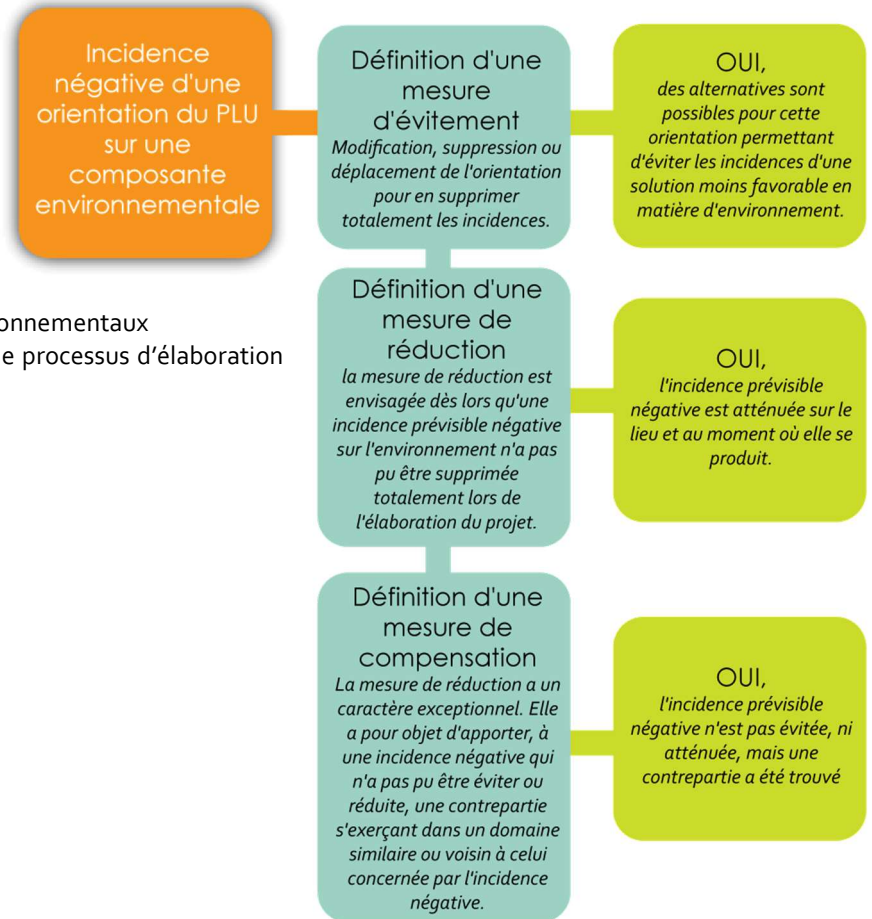 Incidence
négative d'une
orientation du PLU
sur une
composante
environnementale
Définition d'une
mesure
d'évitement
Modification, suppression ou
déplacement de l'orientation
pour en supprimer
totalement les incidences.
OUI,
des alternatives sont
possibles pour cette
orientation permettant
d'éviter les incidences d'une
solution moins favorable en
matière d'environnement.
onnementaux
e processus d’élaboration
Définition d'une
mesure de
réduction
la mesure de réduction est
envisagée dès lors qu'une
incidence prévisible négative
sur l'environnement n'a pas
pu être supprimée
totalement lors de
l'élaboration du projet.
OUI,
l'incidence prévisible
négative est atténuée sur le
lieu et au moment où elle se
produit.
Définition d'une
mesure de
compensation
La mesure de réduction a un
caractère exceptionnel. Elle
a pour objet d'apporter, à
une incidence négative qui
n'a pas pu être éviter ou
réduite, une contrepartie
s'exerçant dans un domaine
similaire ou voisin à celui
concernée par l'incidence
négative.
OUI,
l'incidence prévisible
négative n'est pas évitée, ni
atténuée, mais une
contrepartie a été trouvé